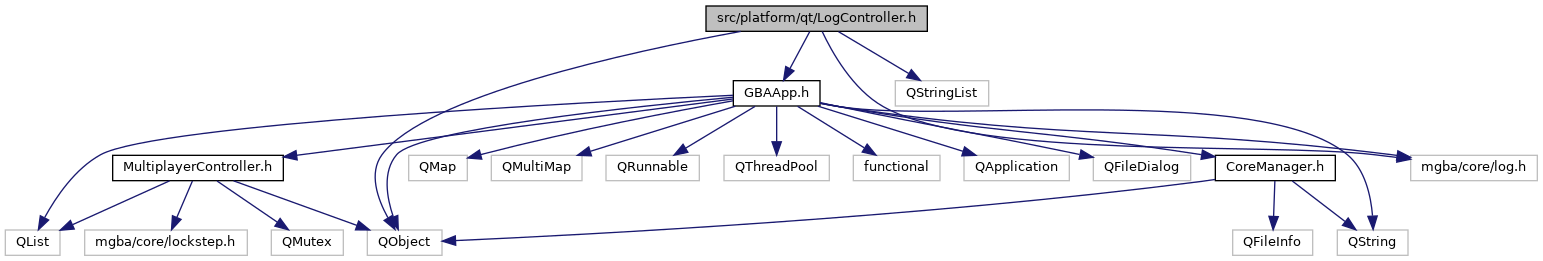 src/platform/qt/LogController.h
GBAApp.h
QStringList
MultiplayerController.h
QMap
QMultiMap
QRunnable
QThreadPool
functional
QApplication
QFileDialog
CoreManager.h
mgba/core/log.h
QList
mgba/core/lockstep.h
QMutex
QObject
QFileInfo
QString